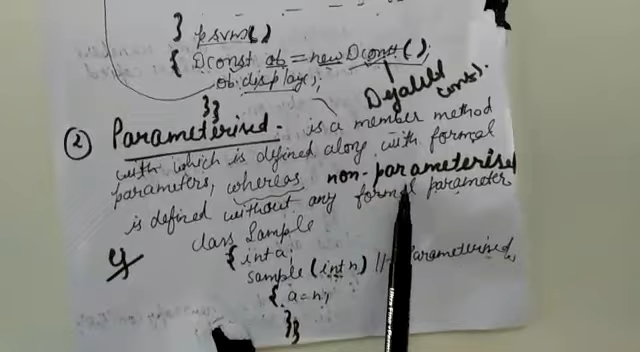 } psvm()
{ Dconst ob = new Dconst();
ob.display;
}}
Default const).
② Parameterised - is a member method
with which is defined along with formal
parameters, whereas non-parameterised
is defined without any formal parameter
class Sample
{ int a;
sample (int n) // Parameterised,
{ a = n;
}}